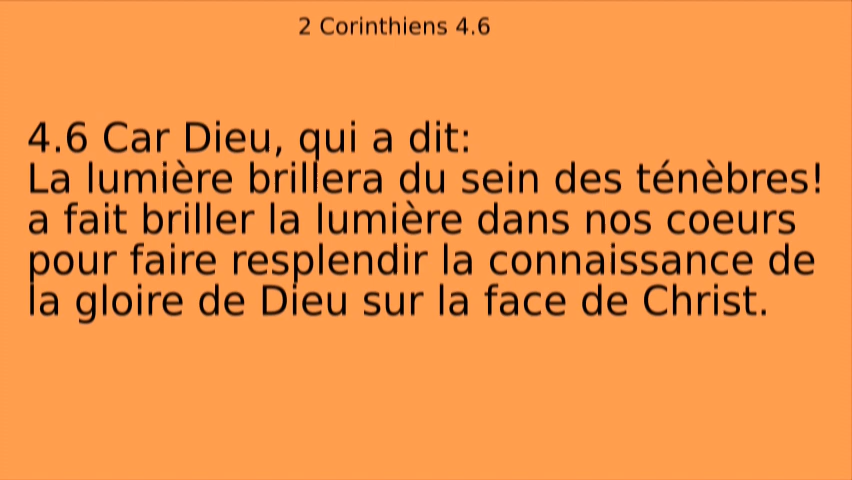 2 Corinthiens 4.6
4.6 Car Dieu, qui a dit:
La lumière brillera du sein des ténèbres!
a fait briller la lumière dans nos coeurs
pour faire resplendir la connaissance de
la gloire de Dieu sur la face de Christ.